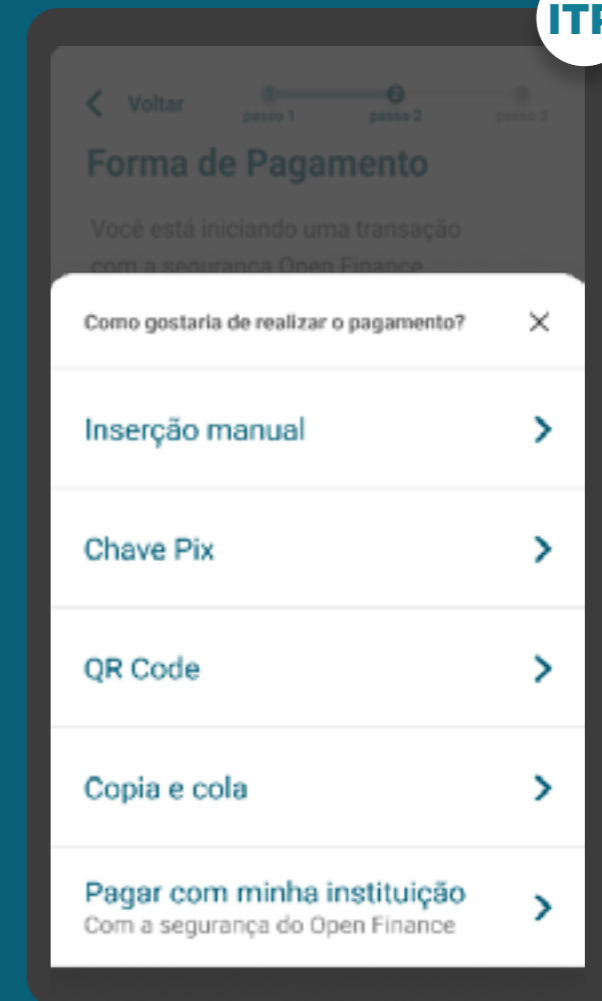 ITP
Voltar
passo 1
2
passo 2
passo 3
Forma de Pagamento
Você está iniciando uma transação
com a segurança Open Finance
Como gostaria de realizar o pagamento?
Inserção manual
Chave Pix
QR Code
Copia e cola
Pagar com minha instituição
Com a segurança do Open Finance